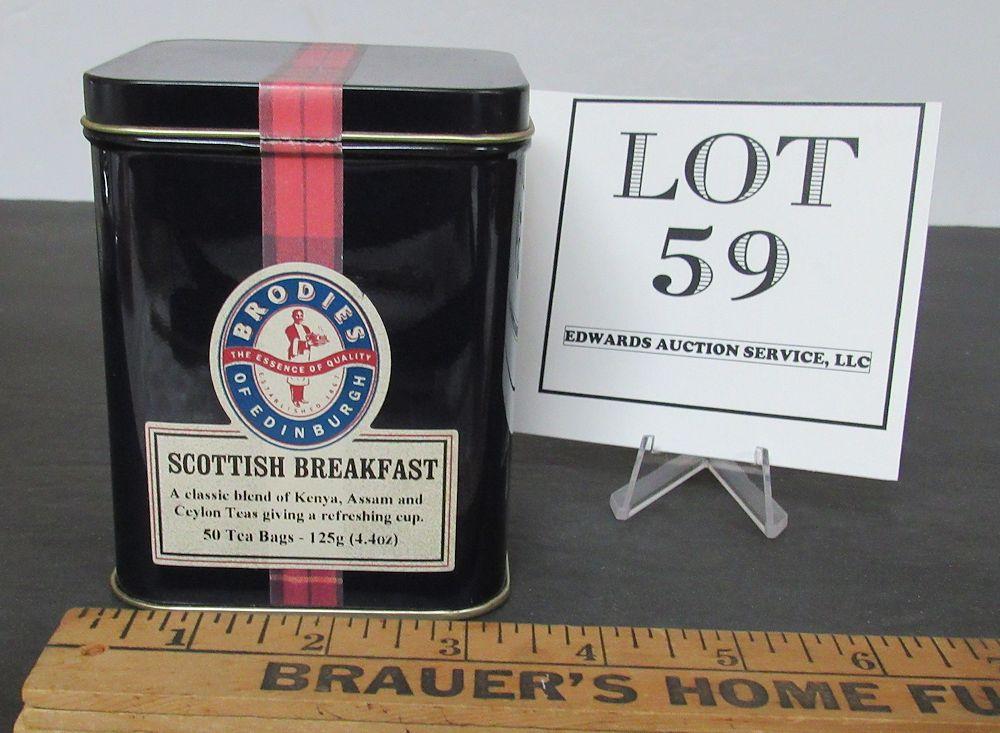 BRODIES
THE ESSENCE OF QUALITY
ESTABLISHED 1867
OF EDINBURGH
SCOTTISH BREAKFAST
A classic blend of Kenya, Assam and
Ceylon Teas giving a refreshing cup.
50 Tea Bags - 125g (4.4oz)
LOT
59
EDWARDS AUCTION SERVICE, LLC
1 2 3 4 5 6 7
BRAUER'S HOME FU